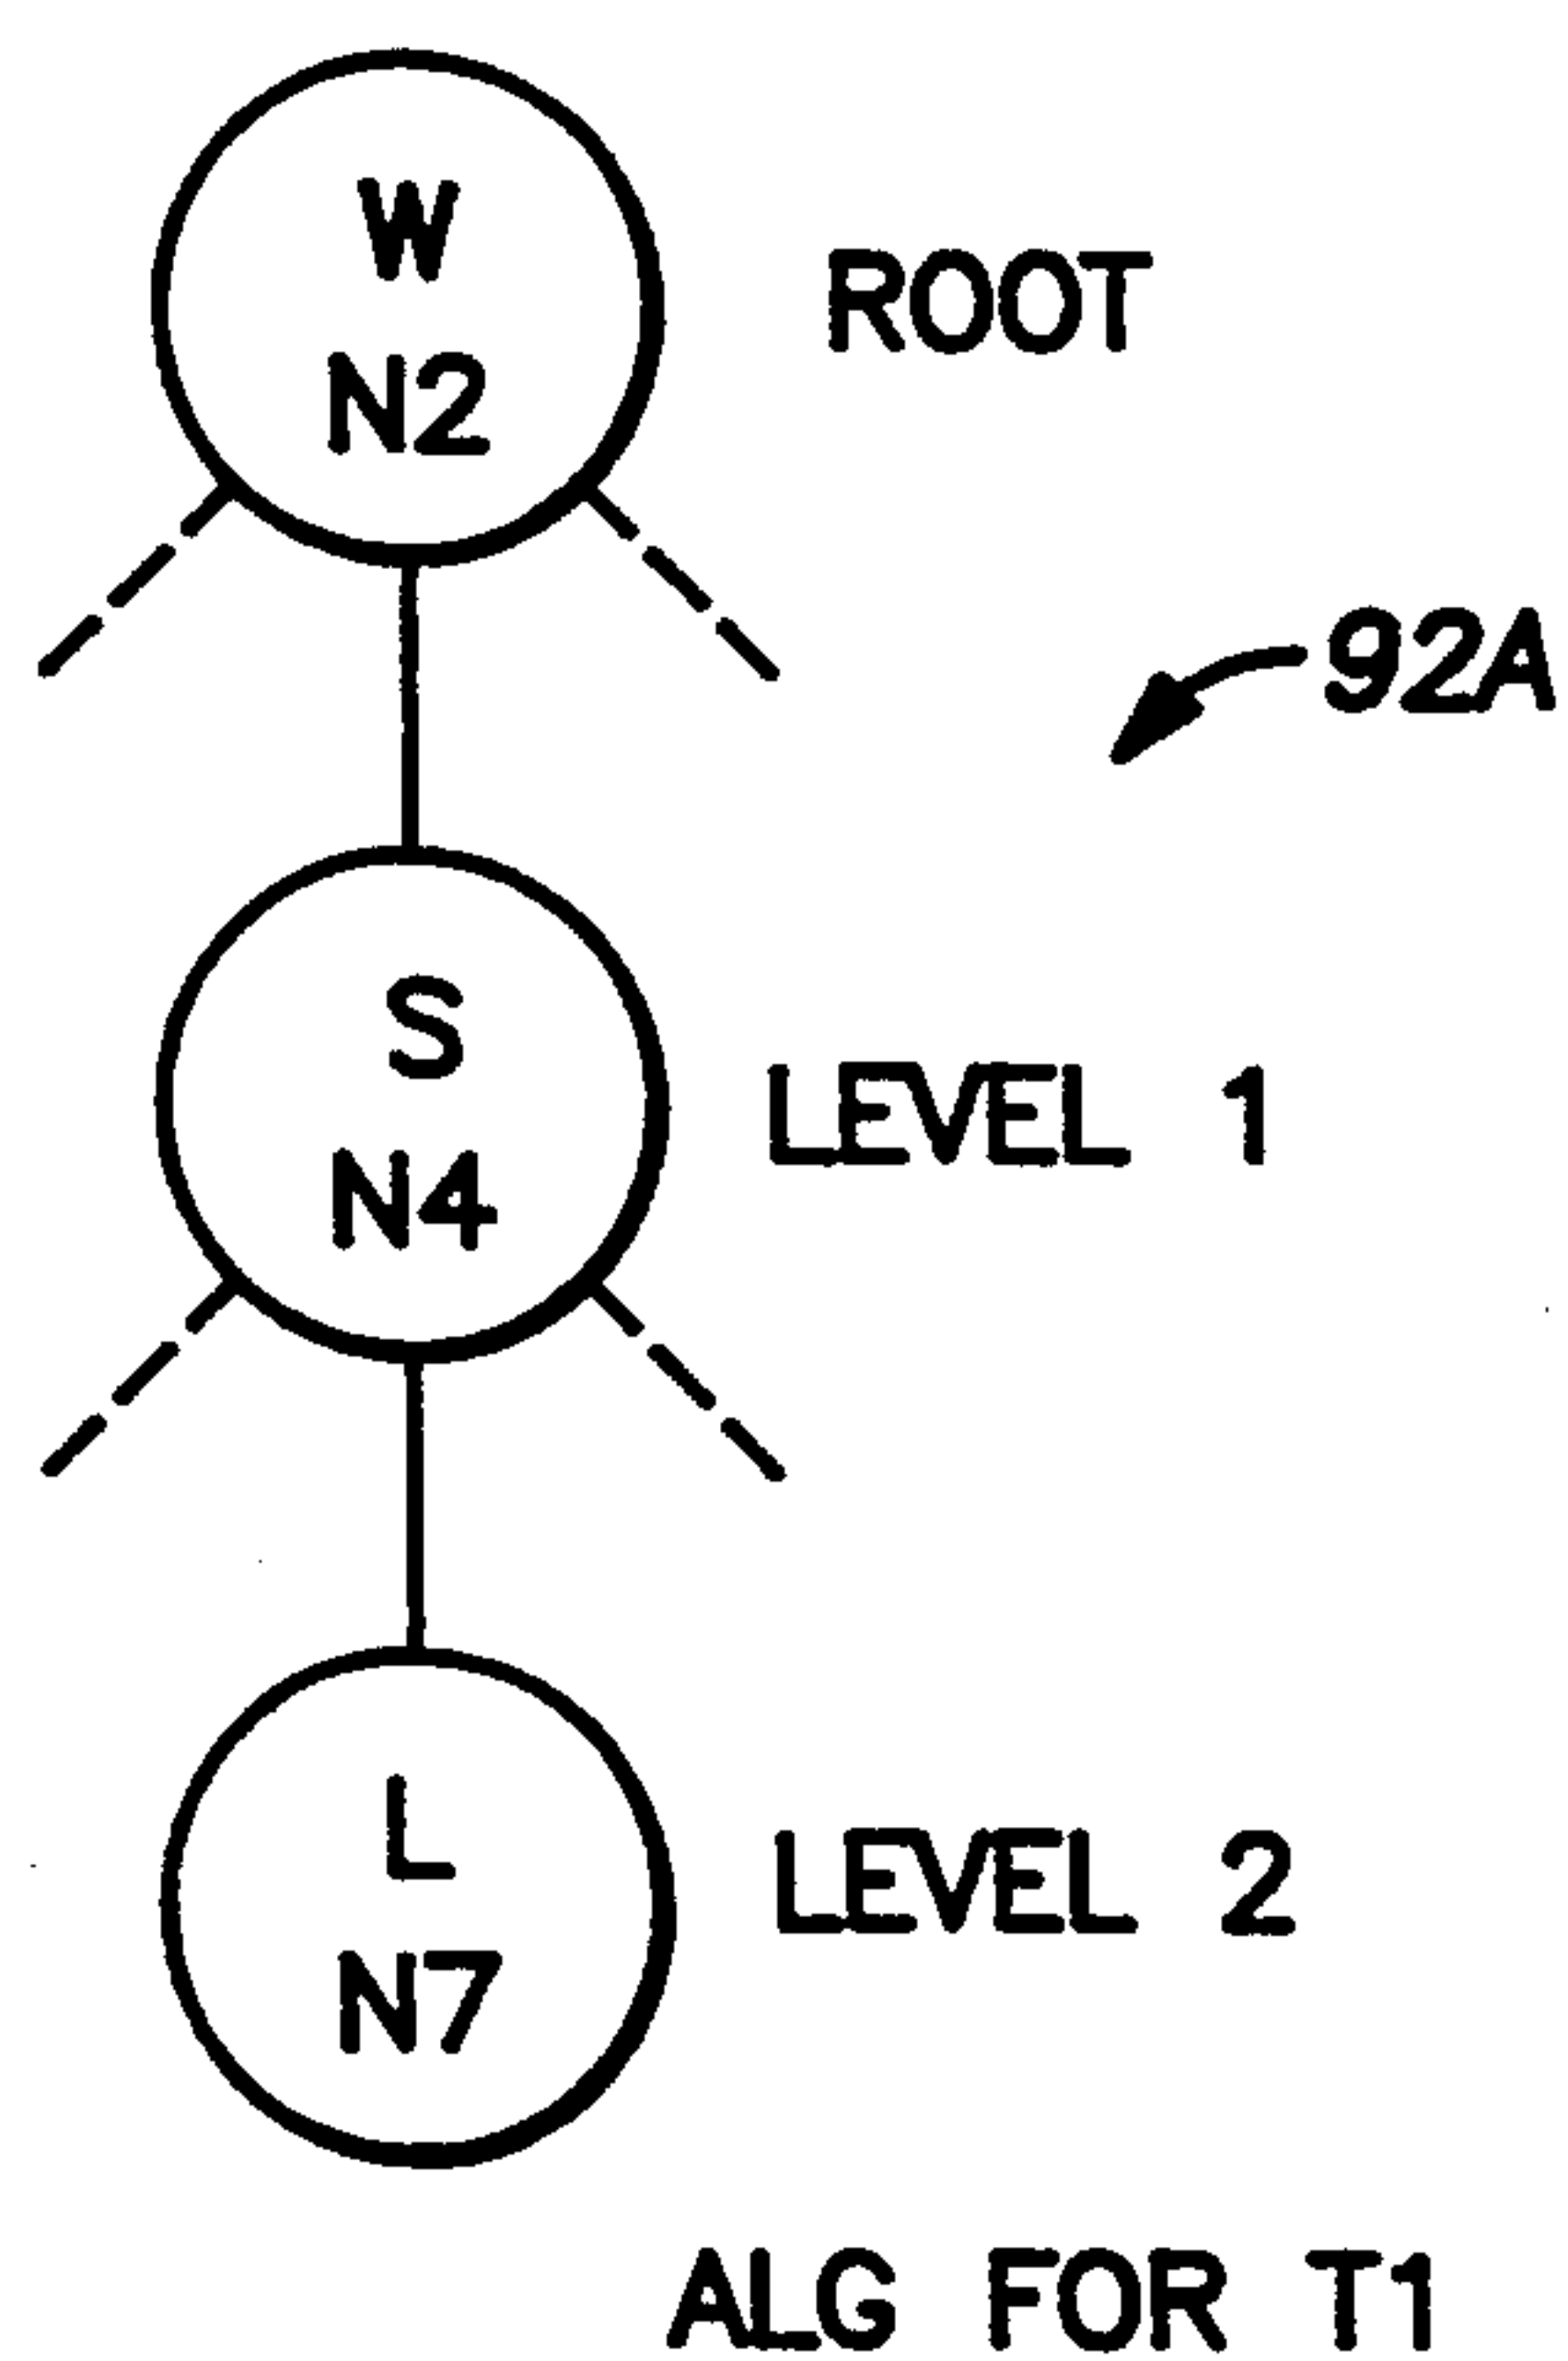 W
N2
ROOT
92A
S
N4
LEVEL 1
L
N7
LEVEL 2
ALG FOR T1